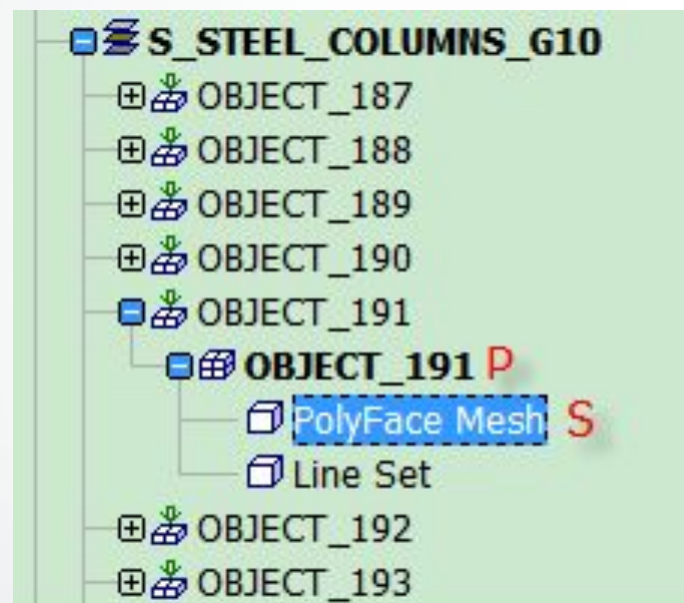 S_STEEL_COLUMNS_G10
OBJECT_187
OBJECT_188
OBJECT_189
OBJECT_190
OBJECT_191
OBJECT_191 P
PolyFace Mesh S
Line Set
OBJECT_192
OBJECT_193